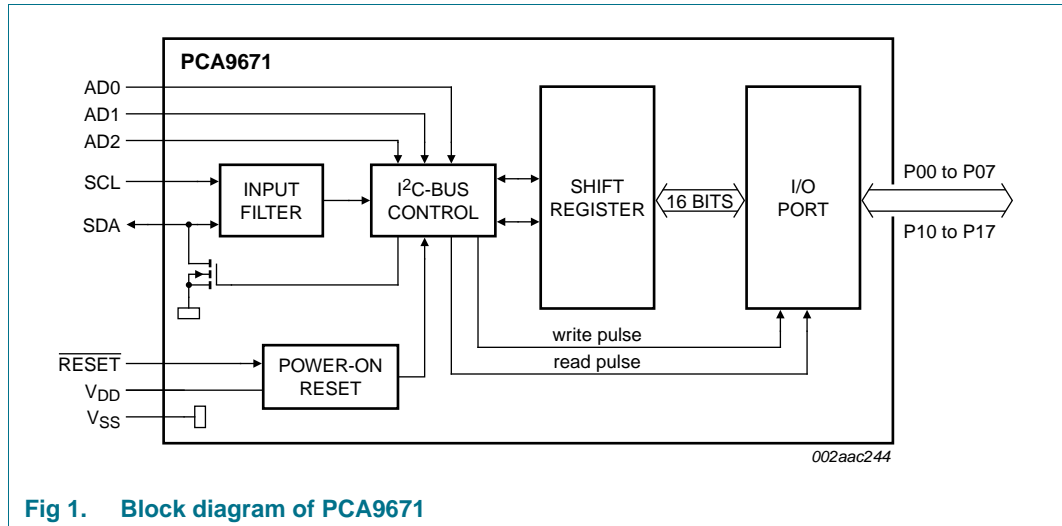 PCA9671
AD0
AD1
AD2
SCL
SDA
INPUT
FILTER
I2C-BUS
CONTROL
SHIFT
REGISTER
16 BITS
I/O
PORT
P00 to P07
P10 to P17
write pulse
read pulse
RESET
VDD
VSS
POWER-ON
RESET
002aac244
Fig 1. Block diagram of PCA9671